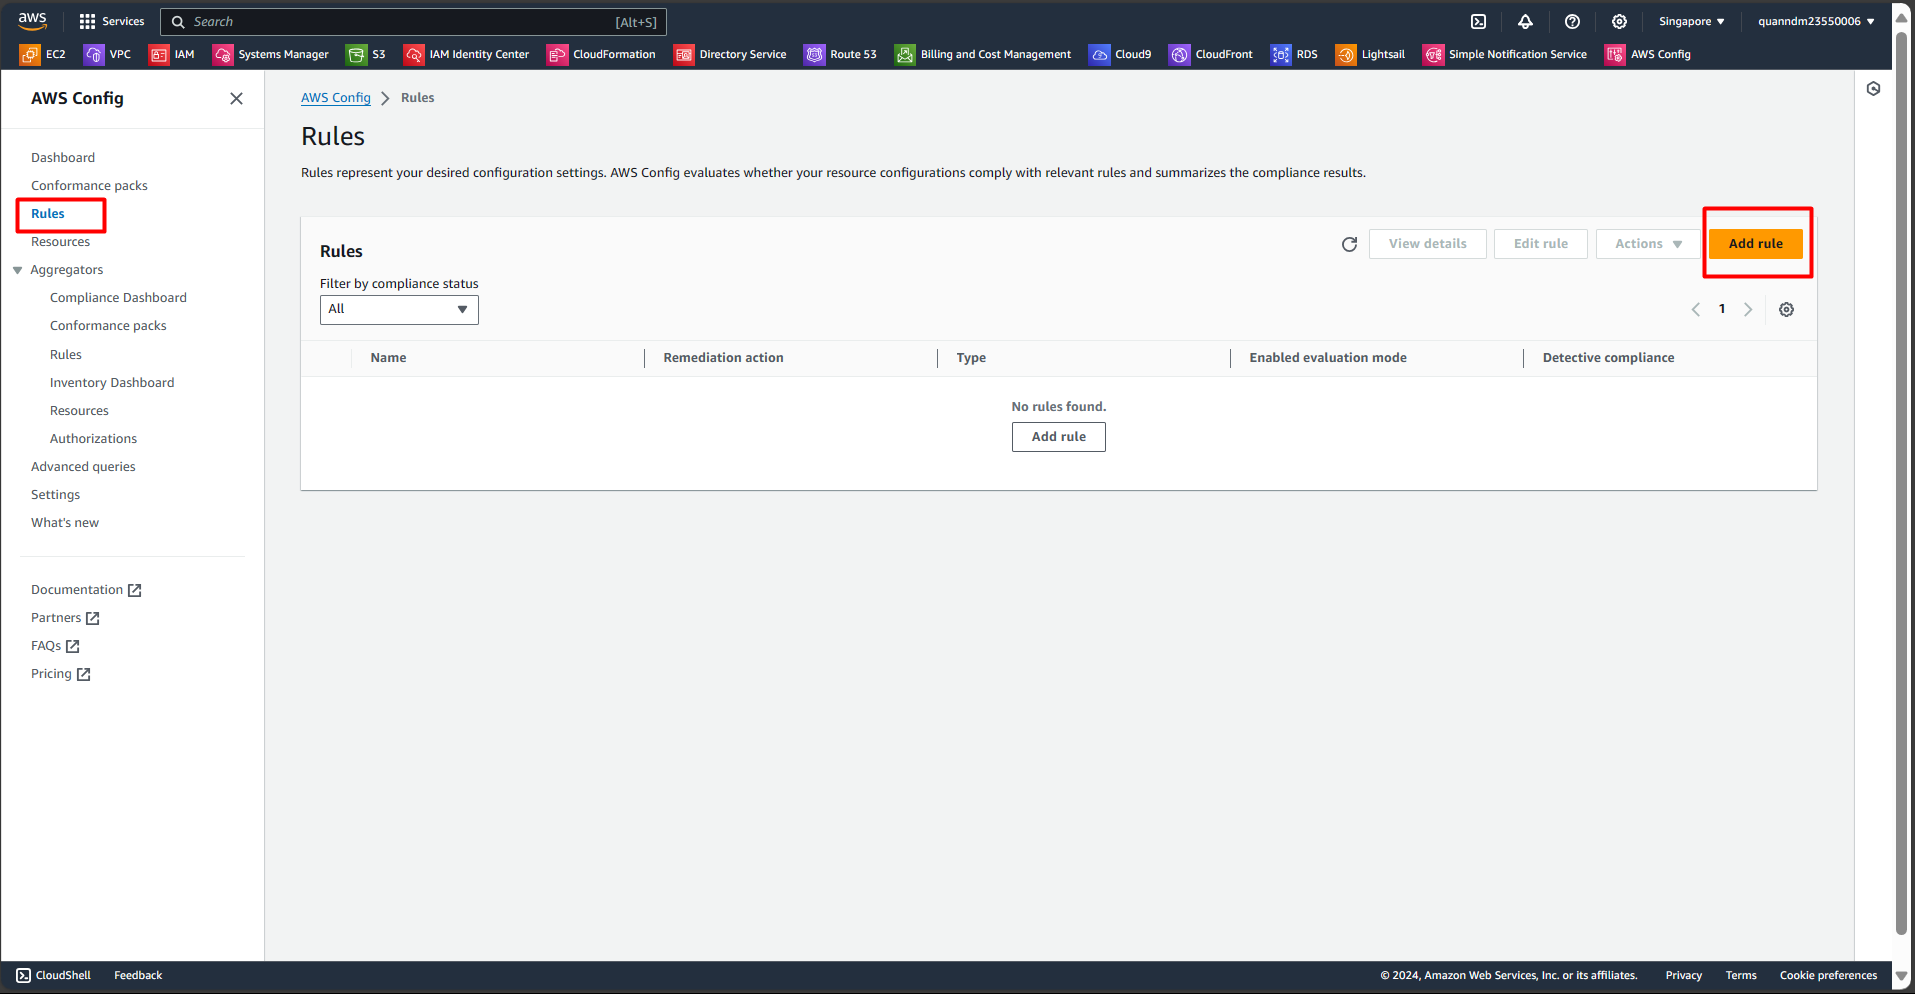 aws Services Search [Alt+S] Singapore quanndm23550006
EC2 VPC IAM Systems Manager S3 IAM Identity Center CloudFormation Directory Service Route 53 Billing and Cost Management Cloud9 CloudFront RDS Lightsail Simple Notification Service AWS Config
AWS Config
Dashboard
Conformance packs
Rules
Resources
Aggregators
Compliance Dashboard
Conformance packs
Rules
Inventory Dashboard
Resources
Authorizations
Advanced queries
Settings
What's new
Documentation
Partners
FAQs
Pricing
AWS Config Rules
Rules
Rules represent your desired configuration settings. AWS Config evaluates whether your resource configurations comply with relevant rules and summarizes the compliance results.
Rules View details Edit rule Actions Add rule
Filter by compliance status
All 1
Name Remediation action Type Enabled evaluation mode Detective compliance
No rules found.
Add rule
CloudShell Feedback © 2024, Amazon Web Services, Inc. or its affiliates. Privacy Terms Cookie preferences